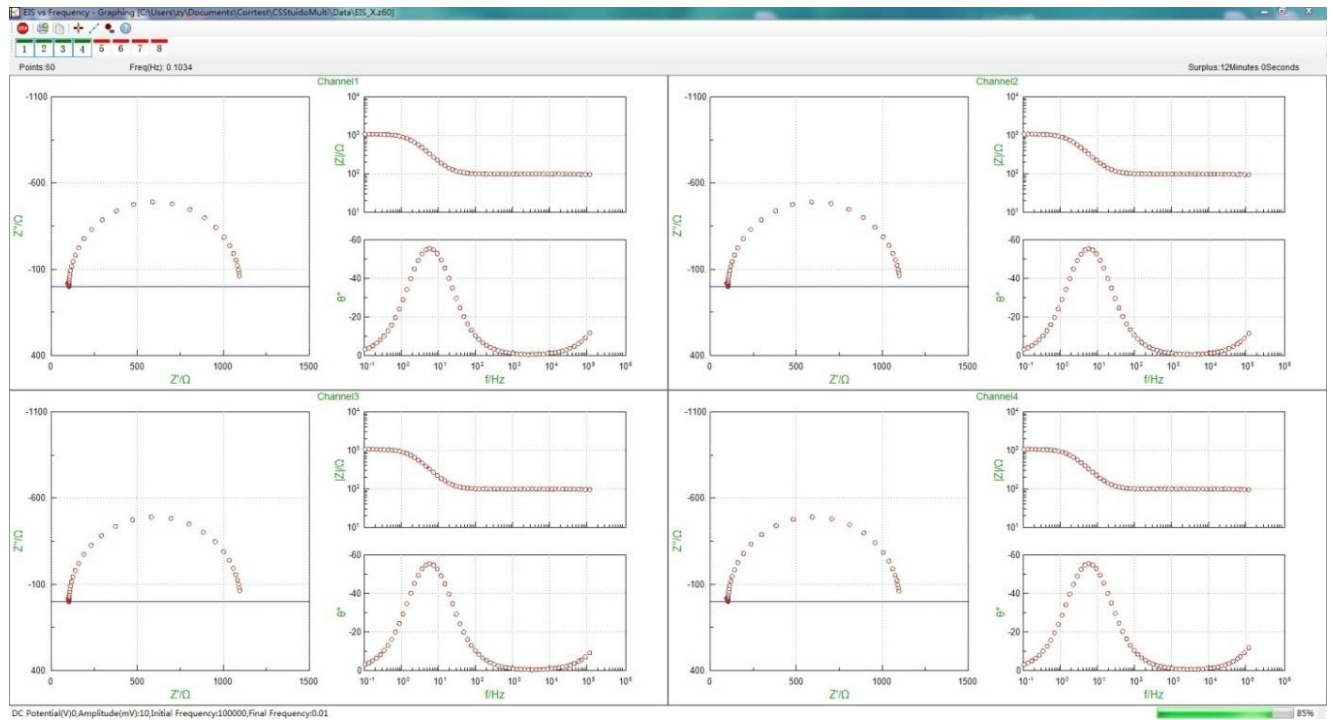 EIS vs Frequency - Graphing [C:\Users\zy\Documents\Corrtest\CSStuidoMulti\Data\EIS_X.z60]
STOP
1 2 3 4 5 6 7 8
Points:60 Freq(Hz): 0.1034 Surplus:12Minutes 0Seconds
Channel1
-1100
-600
-100
400
Z''/Ω
0 500 1000 1500
Z'/Ω
10⁴
10³
10²
10¹
|Z|/Ω
-60
-40
-20
0
θ°
10⁻¹ 10⁰ 10¹ 10² 10³ 10⁴ 10⁵ 10⁶
f/Hz
Channel2
-1100
-600
-100
400
Z''/Ω
0 500 1000 1500
Z'/Ω
10⁴
10³
10²
10¹
|Z|/Ω
-60
-40
-20
0
θ°
10⁻¹ 10⁰ 10¹ 10² 10³ 10⁴ 10⁵ 10⁶
f/Hz
Channel3
-1100
-600
-100
400
Z''/Ω
0 500 1000 1500
Z'/Ω
10⁴
10³
10²
10¹
|Z|/Ω
-60
-40
-20
0
θ°
10⁻¹ 10⁰ 10¹ 10² 10³ 10⁴ 10⁵ 10⁶
f/Hz
Channel4
-1100
-600
-100
400
Z''/Ω
0 500 1000 1500
Z'/Ω
10⁴
10³
10²
10¹
|Z|/Ω
-60
-40
-20
0
θ°
10⁻¹ 10⁰ 10¹ 10² 10³ 10⁴ 10⁵ 10⁶
f/Hz
DC Potential(V)0,Amplitude(mV):10,Initial Frequency:100000,Final Frequency:0.01 85%